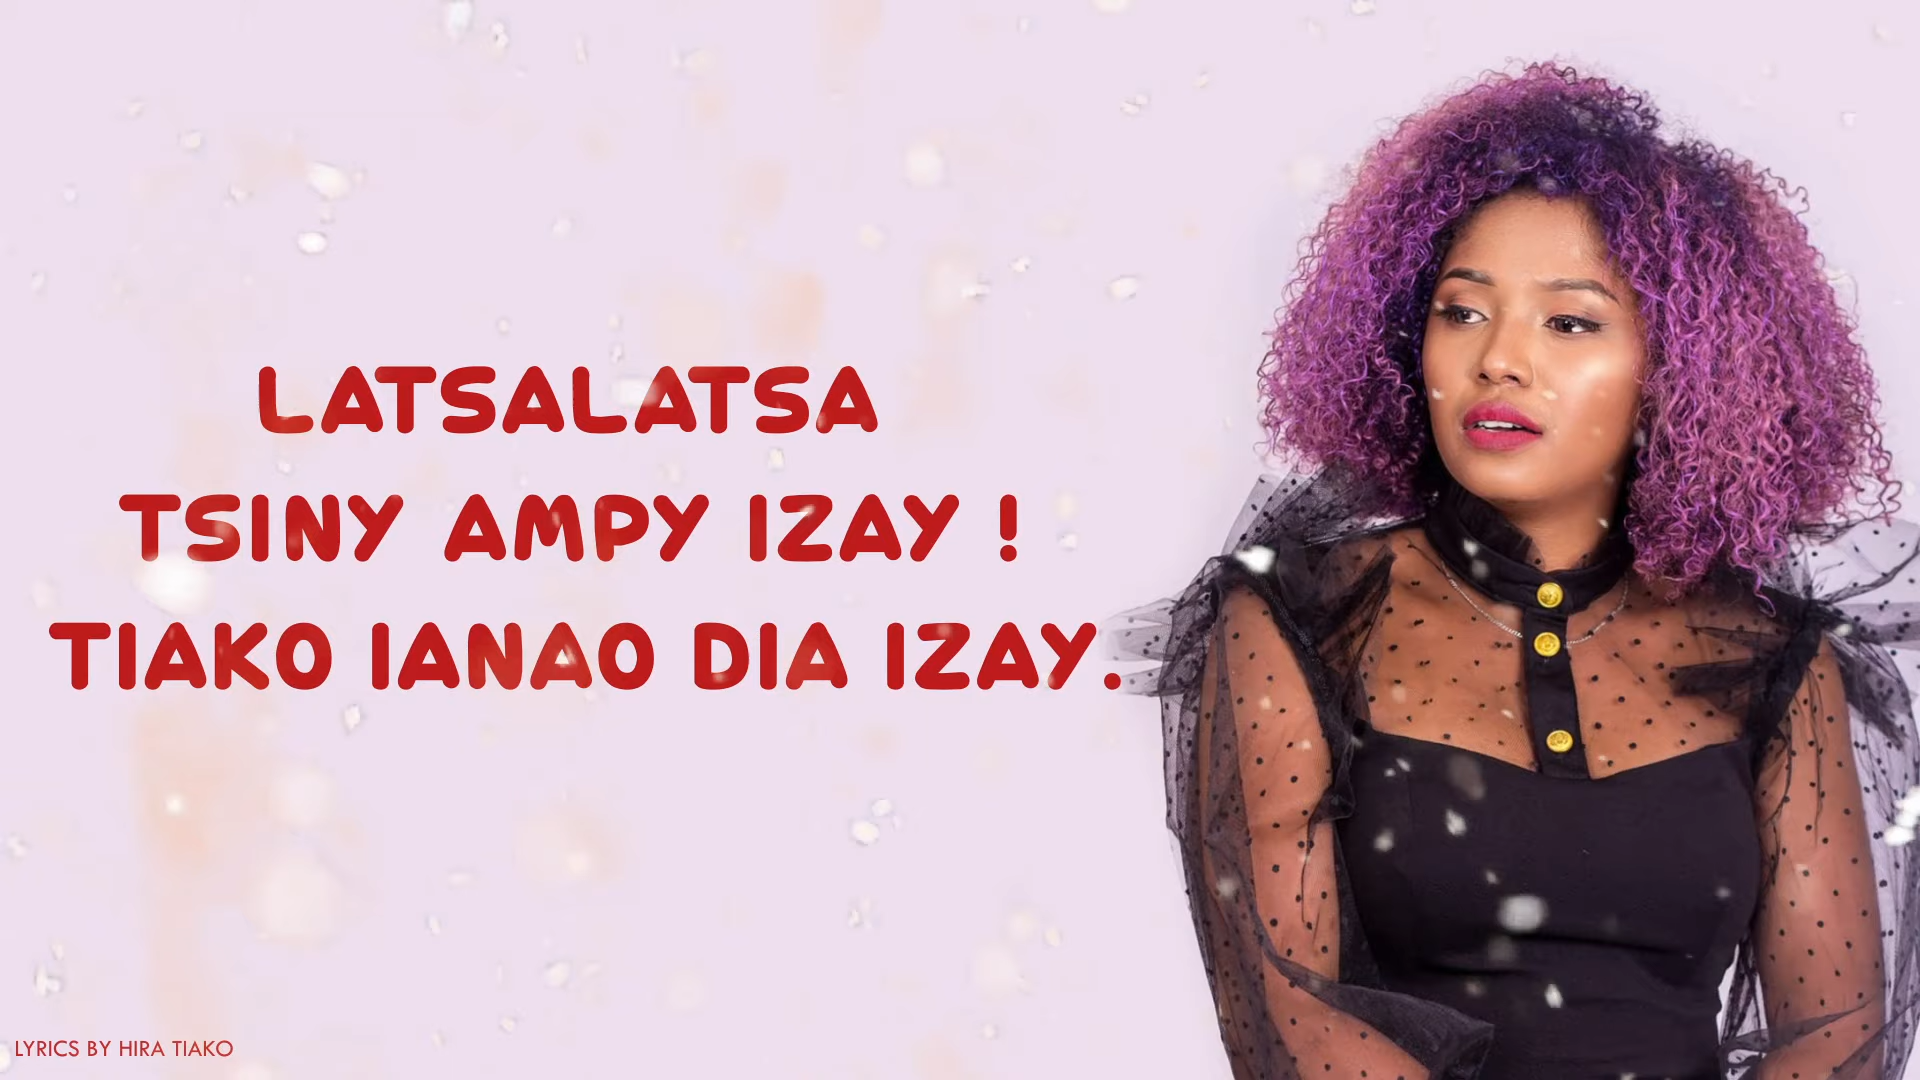 LATSALATSA
TSINY AMPY IZAY !
TIAKO IANAO DIA IZAY.
LYRICS BY HIRA TIAKO